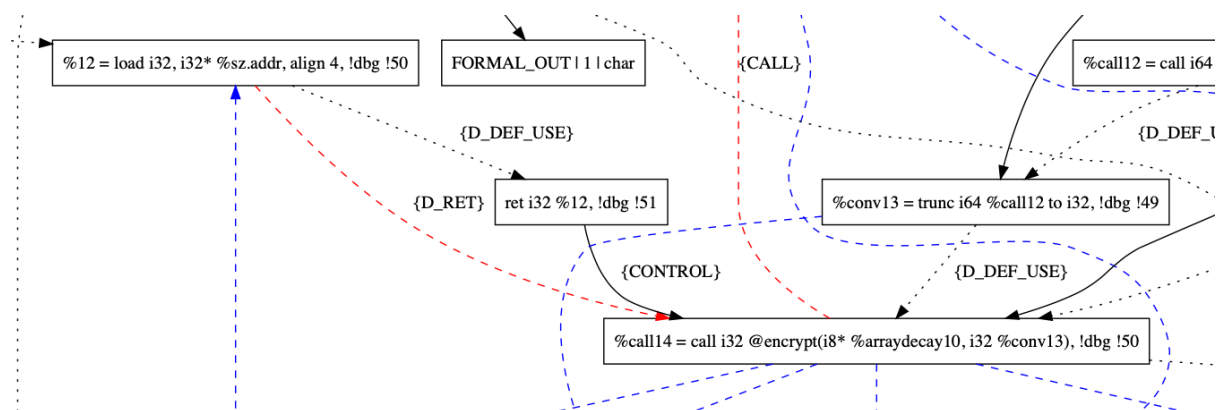 %12 = load i32, i32* %sz.addr, align 4, !dbg !50
FORMAL_OUT | 1 | char
{CALL}
%call12 = call i64
{D_DEF_USE}
{D_DEF_U
{D_RET}
ret i32 %12, !dbg !51
%conv13 = trunc i64 %call12 to i32, !dbg !49
{CONTROL}
{D_DEF_USE}
%call14 = call i32 @encrypt(i8* %arraydecay10, i32 %conv13), !dbg !50